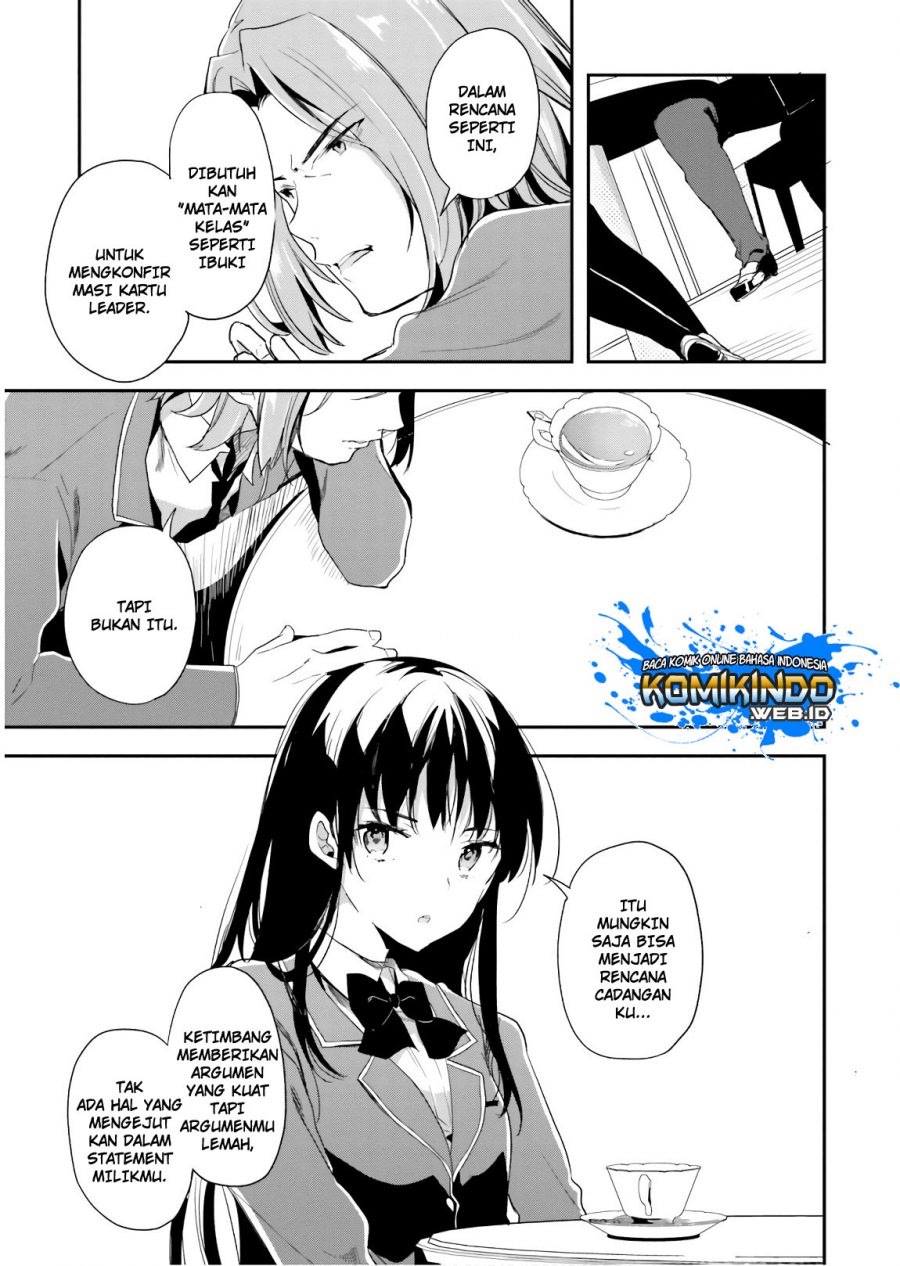 DALAM
RENCANA
SEPERTI
INI,
DIBUTUH
KAN
"MATA-MATA
KELAS"
SEPERTI
IBUKI
UNTUK
MENGKONFIR
MASI KARTU
LEADER.
TAPI
BUKAN ITU.
BACA KOMIK ONLINE BAHASA INDONESIA
KOMIKINDO
.WEB.ID
ITU
MUNGKIN
SAJA BISA
MENJADI
RENCANA
CADANGAN
KU...
KETIMBANG
MEMBERIKAN
ARGUMEN
YANG KUAT
TAPI
ARGUMENMU
LEMAH,
TAK
ADA HAL YANG
MENGEJUT
KAN DALAM
STATEMENT
MILIKMU.